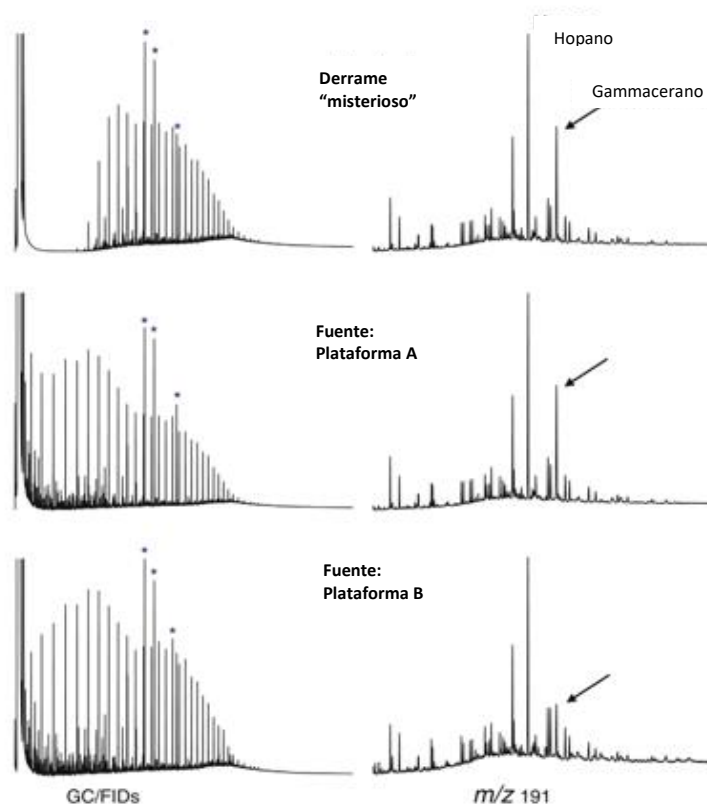 Hopano
Derrame
“misterioso”
Gammacerano
*
*
*
Fuente:
Plataforma A
*
*
*
Fuente:
Plataforma B
*
*
*
GC/FIDs
m/z 191